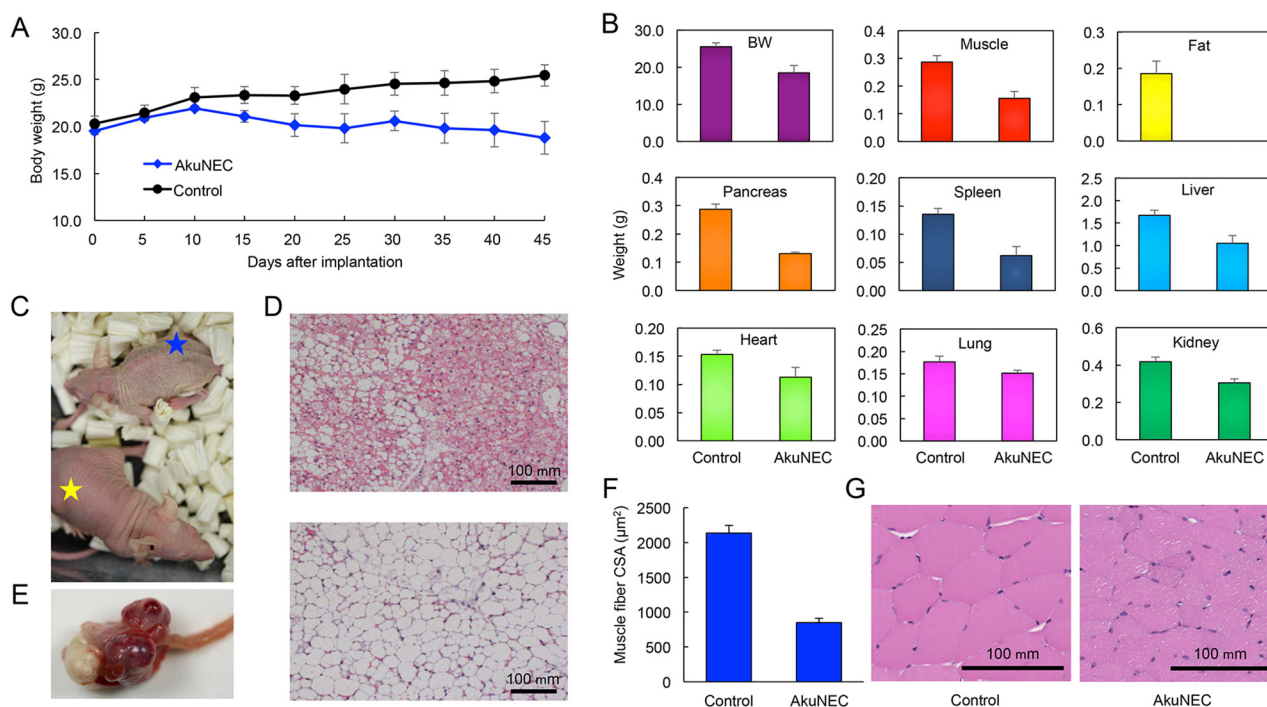 A
30.0
25.0
20.0
15.0
10.0
Body weight (g)
AkuNEC
Control
0 5 10 15 20 25 30 35 40 45
Days after implantation
B
Weight (g)
BW
30.0
20.0
10.0
0.0
Muscle
0.4
0.3
0.2
0.1
0.0
Fat
0.2
0.1
0.0
Pancreas
0.4
0.3
0.2
0.1
0.0
Spleen
0.20
0.15
0.10
0.05
0.00
Liver
2.5
2.0
1.5
1.0
0.5
0.0
Heart
0.20
0.15
0.10
0.05
0.00
Control AkuNEC
Lung
0.25
0.20
0.15
0.10
0.05
0.00
Control AkuNEC
Kidney
0.6
0.4
0.2
0.0
Control AkuNEC
C
D
100 mm
100 mm
E
F
Muscle fiber CSA (µm²)
2500
2000
1500
1000
500
0
Control AkuNEC
G
100 mm
100 mm
Control
AkuNEC